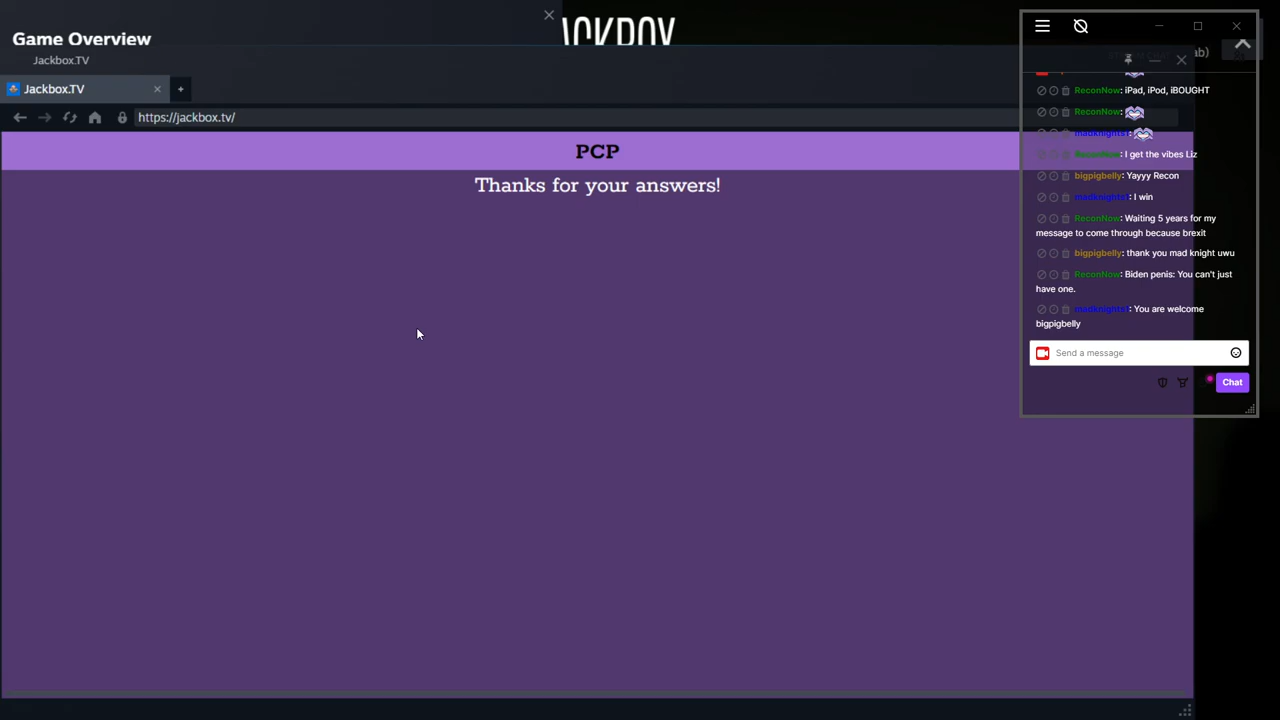 Game Overview
Jackbox.TV
Jackbox.TV
https://jackbox.tv/
PCP
Thanks for your answers!
ReconNow: iPad, iPod, iBOUGHT
ReconNow:
madknights1:
ReconNow: I get the vibes Liz
bigpigbelly: Yayyy Recon
madknights1: I win
ReconNow: Waiting 5 years for my
message to come through because brexit
bigpigbelly: thank you mad knight uwu
ReconNow: Biden penis: You can't just
have one.
madknights1: You are welcome
bigpigbelly
Send a message
Chat